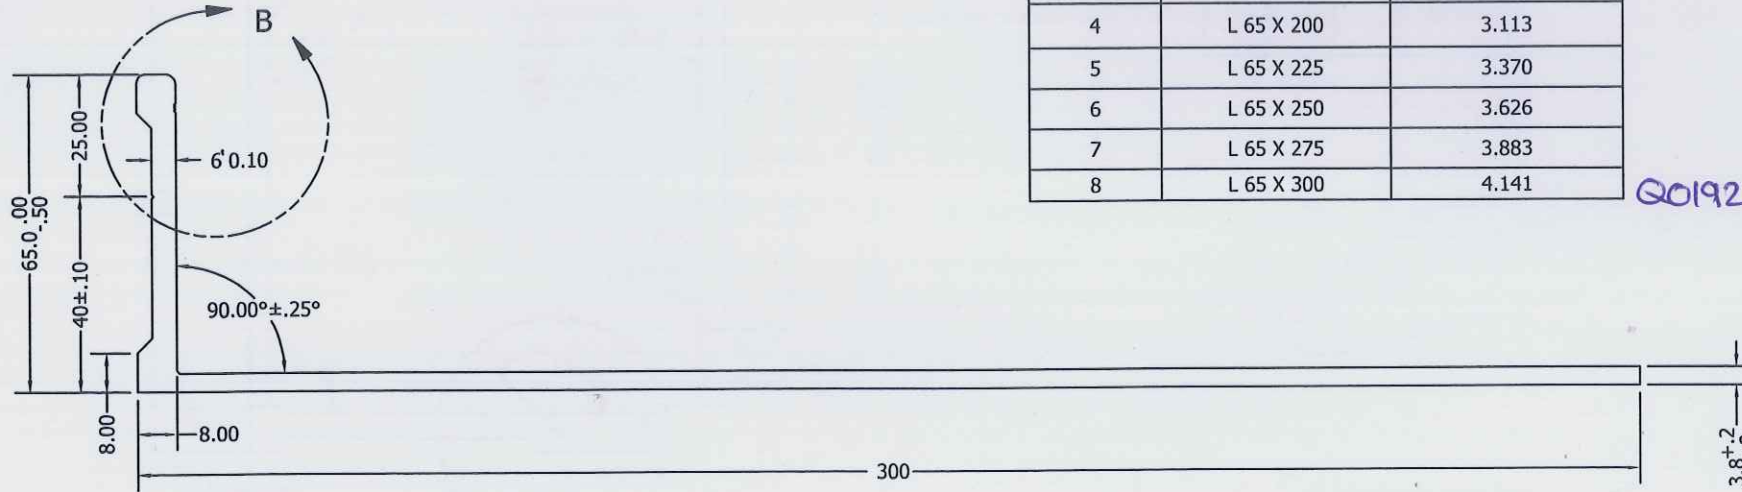 B
4 L 65 X 200 3.113
5 L 65 X 225 3.370
6 L 65 X 250 3.626
7 L 65 X 275 3.883
8 L 65 X 300 4.141
Q0192
25.00
6'0.10
65.0 .00
-.50
40±.10
90.00°±.25°
8.00
8.00
300
3.8 +.2